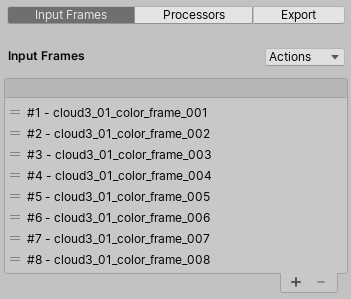 Input Frames Processors Export
Input Frames Actions
#1 - cloud3_01_color_frame_001
#2 - cloud3_01_color_frame_002
#3 - cloud3_01_color_frame_003
#4 - cloud3_01_color_frame_004
#5 - cloud3_01_color_frame_005
#6 - cloud3_01_color_frame_006
#7 - cloud3_01_color_frame_007
#8 - cloud3_01_color_frame_008